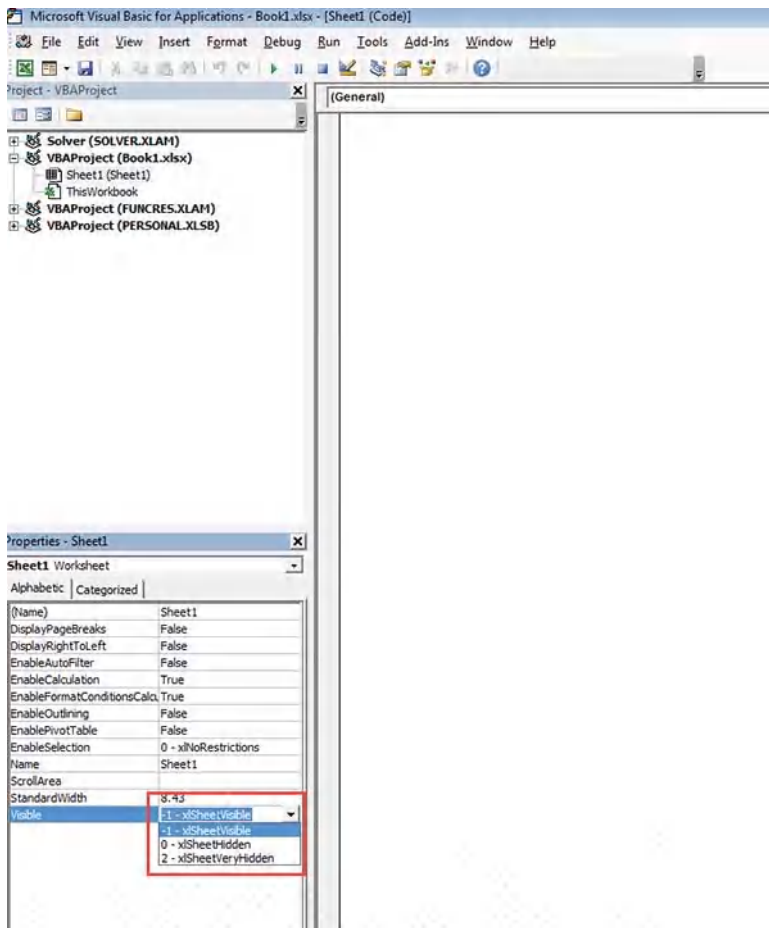 Microsoft Visual Basic for Applications - Book1.xlsx - [Sheet1 (Code)]
File Edit View Insert Format Debug Run Tools Add-Ins Window Help
Project - VBAProject
(General)
Solver (SOLVER.XLAM)
VBAProject (Book1.xlsx)
Sheet1 (Sheet1)
ThisWorkbook
VBAProject (FUNCRES.XLAM)
VBAProject (PERSONAL.XLSB)
Properties - Sheet1
Sheet1 Worksheet
Alphabetic Categorized
(Name) Sheet1
DisplayPageBreaks False
DisplayRightToLeft False
EnableAutoFilter False
EnableCalculation True
EnableFormatConditionsCalcu True
EnableOutlining False
EnablePivotTable False
EnableSelection 0 - xlNoRestrictions
Name Sheet1
ScrollArea
StandardWidth 8.43
Visible -1 - xlSheetVisible
-1 - xlSheetVisible
0 - xlSheetHidden
2 - xlSheetVeryHidden